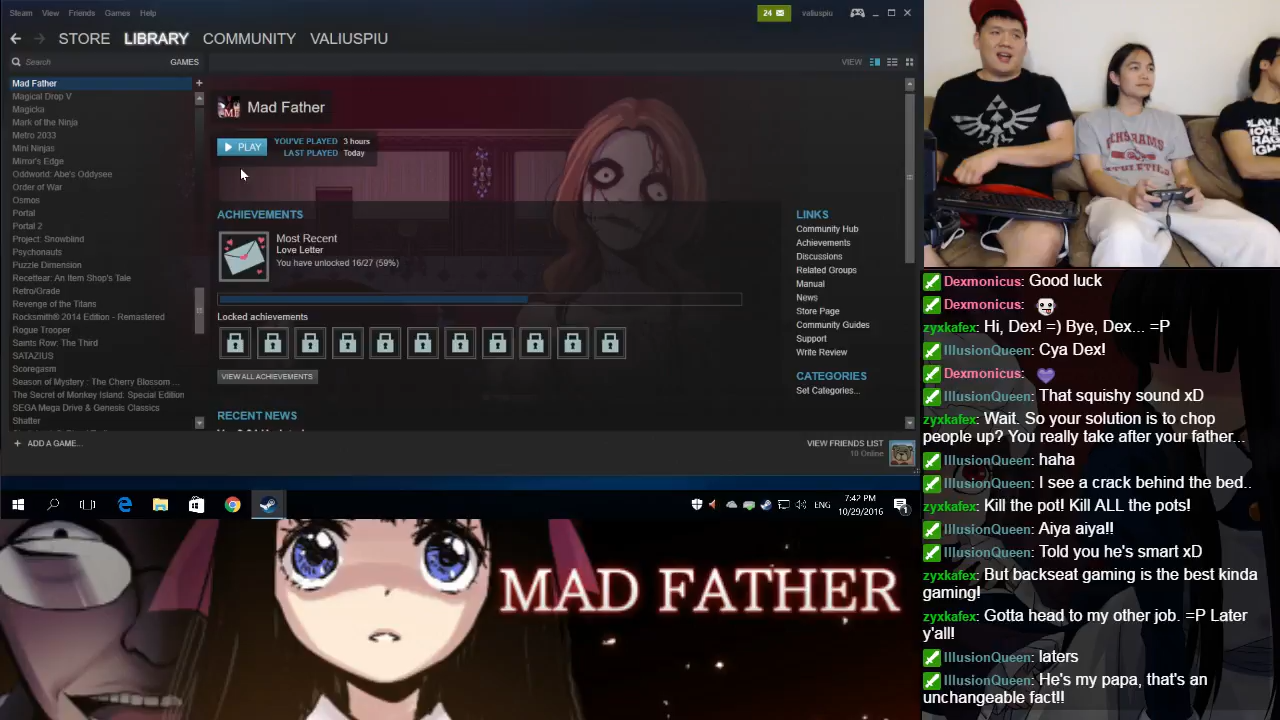 Steam View Friends Games Help
24
valiuspiu
STORE LIBRARY COMMUNITY VALIUSPIU
Search GAMES
VIEW
Mad Father
Magical Drop V
Magicka
Mark of the Ninja
Metro 2033
Mini Ninjas
Mirror's Edge
Oddworld: Abe's Oddysee
Order of War
Osmos
Portal
Portal 2
Project: Snowblind
Psychonauts
Puzzle Dimension
Recettear: An Item Shop's Tale
Retro/Grade
Revenge of the Titans
Rocksmith® 2014 Edition - Remastered
Rogue Trooper
Saints Row: The Third
SATAZIUS
Scoregasm
Season of Mystery : The Cherry Blossom ...
The Secret of Monkey Island: Special Edition
SEGA Mega Drive & Genesis Classics
Shatter
+ ADD A GAME...
Mad Father
PLAY
YOU'VE PLAYED 3 hours
LAST PLAYED Today
ACHIEVEMENTS
Most Recent
Love Letter
You have unlocked 16/27 (59%)
Locked achievements
VIEW ALL ACHIEVEMENTS
RECENT NEWS
LINKS
Community Hub
Achievements
Discussions
Related Groups
Manual
News
Store Page
Community Guides
Support
Write Review
CATEGORIES
Set Categories...
VIEW FRIENDS LIST
10 Online
ENG
7:42 PM
10/29/2016
MAD FATHER
Dexmonicus: Good luck
Dexmonicus:
zyxkafex: Hi, Dex! =) Bye, Dex... =P
IllusionQueen: Cya Dex!
Dexmonicus:
IllusionQueen: That squishy sound xD
zyxkafex: Wait. So your solution is to chop
people up? You really take after your father...
IllusionQueen: haha
IllusionQueen: I see a crack behind the bed..
zyxkafex: Kill the pot! Kill ALL the pots!
IllusionQueen: Aiya aiya!!
IllusionQueen: Told you he's smart xD
zyxkafex: But backseat gaming is the best kinda
gaming!
zyxkafex: Gotta head to my other job. =P Later
y'all!
IllusionQueen: laters
IllusionQueen: He's my papa, that's an
unchangeable fact!!